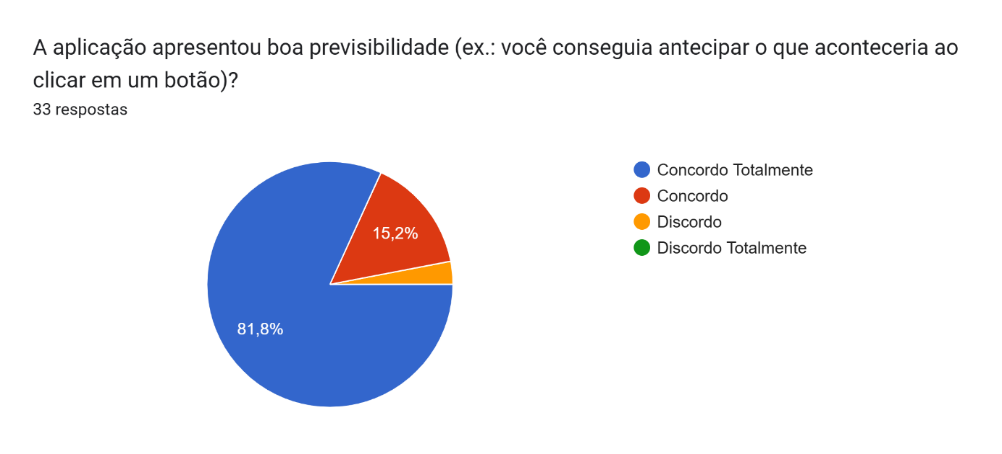 A aplicação apresentou boa previsibilidade (ex.: você conseguia antecipar o que aconteceria ao
clicar em um botão)?
33 respostas
Concordo Totalmente
Concordo
Discordo
Discordo Totalmente
15,2%
81,8%